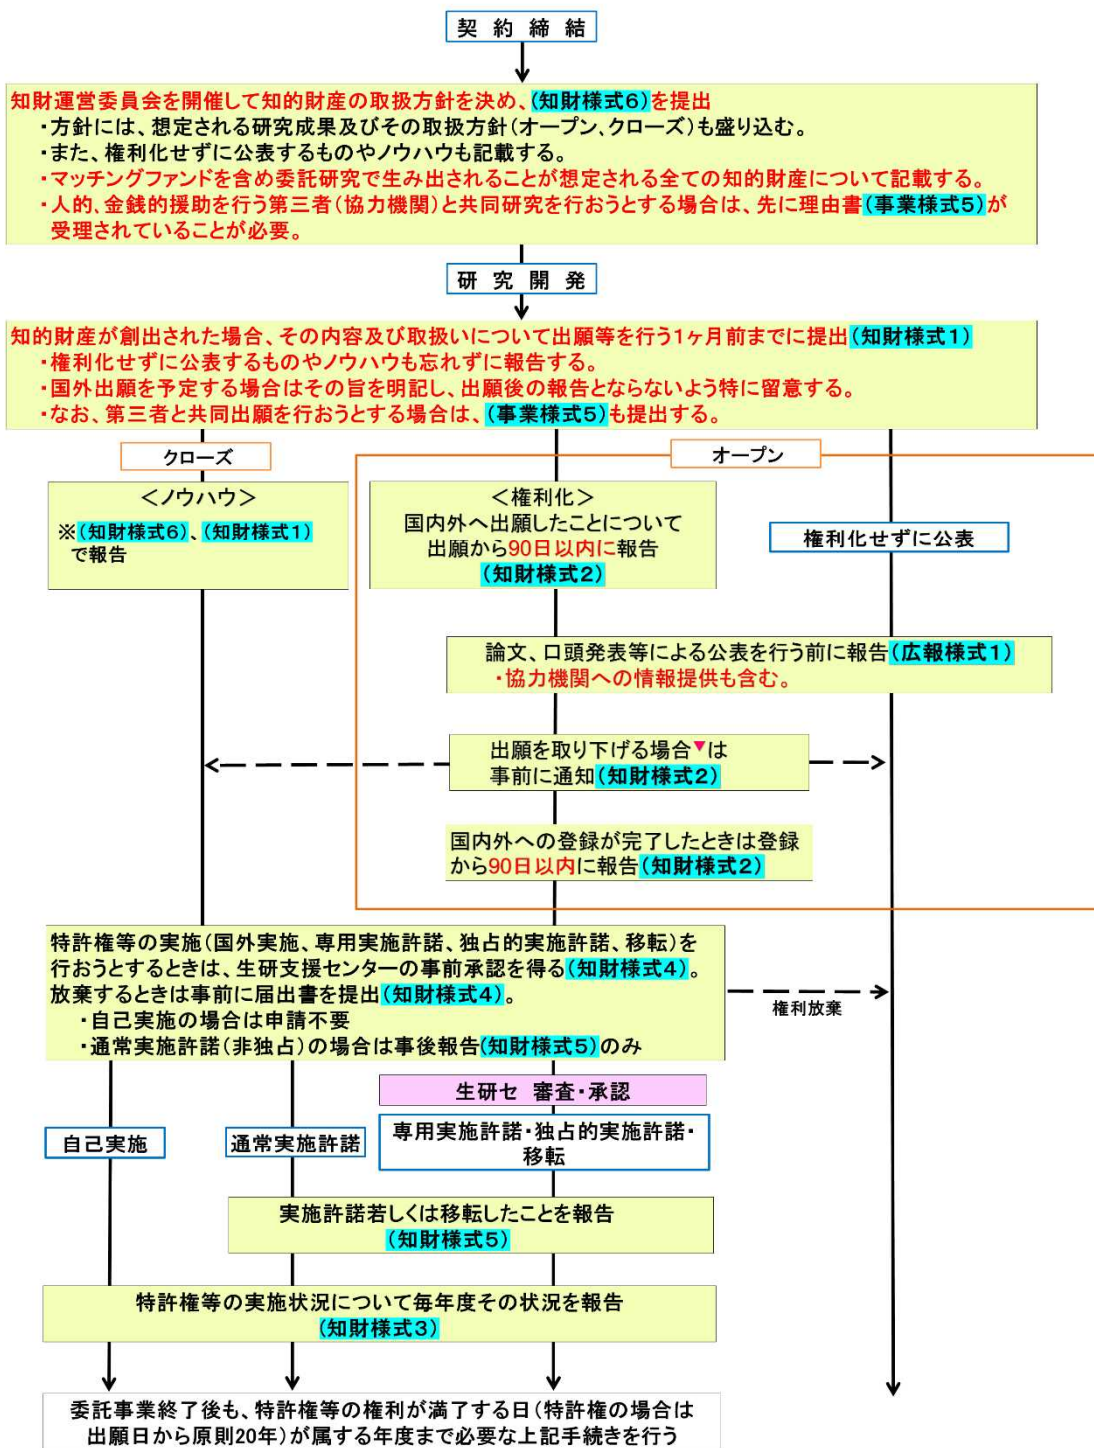 契 約 締 結
知財運営委員会を開催して知的財産の取扱方針を決め、(知財様式6)を提出
・方針には、想定される研究成果及びその取扱方針(オープン、クローズ)も盛り込む。
・また、権利化せずに公表するものやノウハウも記載する。
・マッチングファンドを含め委託研究で生み出されることが想定される全ての知的財産について記載する。
・人的、金銭的援助を行う第三者(協力機関)と共同研究を行おうとする場合は、先に理由書(事業様式5)が
受理されていることが必要。
研 究 開 発
知的財産が創出された場合、その内容及び取扱いについて出願等を行う1ヶ月前までに提出(知財様式1)
・権利化せずに公表するものやノウハウも忘れずに報告する。
・国外出願を予定する場合はその旨を明記し、出願後の報告とならないよう特に留意する。
・なお、第三者と共同出願を行おうとする場合は、(事業様式5)も提出する。
クローズ
オープン
<ノウハウ>
※(知財様式6)、(知財様式1)
で報告
<権利化>
国内外へ出願したことについて
出願から90日以内に報告
(知財様式2)
権利化せずに公表
論文、口頭発表等による公表を行う前に報告(広報様式1)
・協力機関への情報提供も含む。
出願を取り下げる場合▼は
事前に通知(知財様式2)
国内外への登録が完了したときは登録
から90日以内に報告(知財様式2)
特許権等の実施(国外実施、専用実施許諾、独占的実施許諾、移転)を
行おうとするときは、生研支援センターの事前承認を得る(知財様式4)。
放棄するときは事前に届出書を提出(知財様式4)。
・自己実施の場合は申請不要
・通常実施許諾(非独占)の場合は事後報告(知財様式5)のみ
権利放棄
生研セ 審査・承認
自己実施
通常実施許諾
専用実施許諾・独占的実施許諾・
移転
実施許諾若しくは移転したことを報告
(知財様式5)
特許権等の実施状況について毎年度その状況を報告
(知財様式3)
委託事業終了後も、特許権等の権利が満了する日(特許権の場合は
出願日から原則20年)が属する年度まで必要な上記手続きを行う